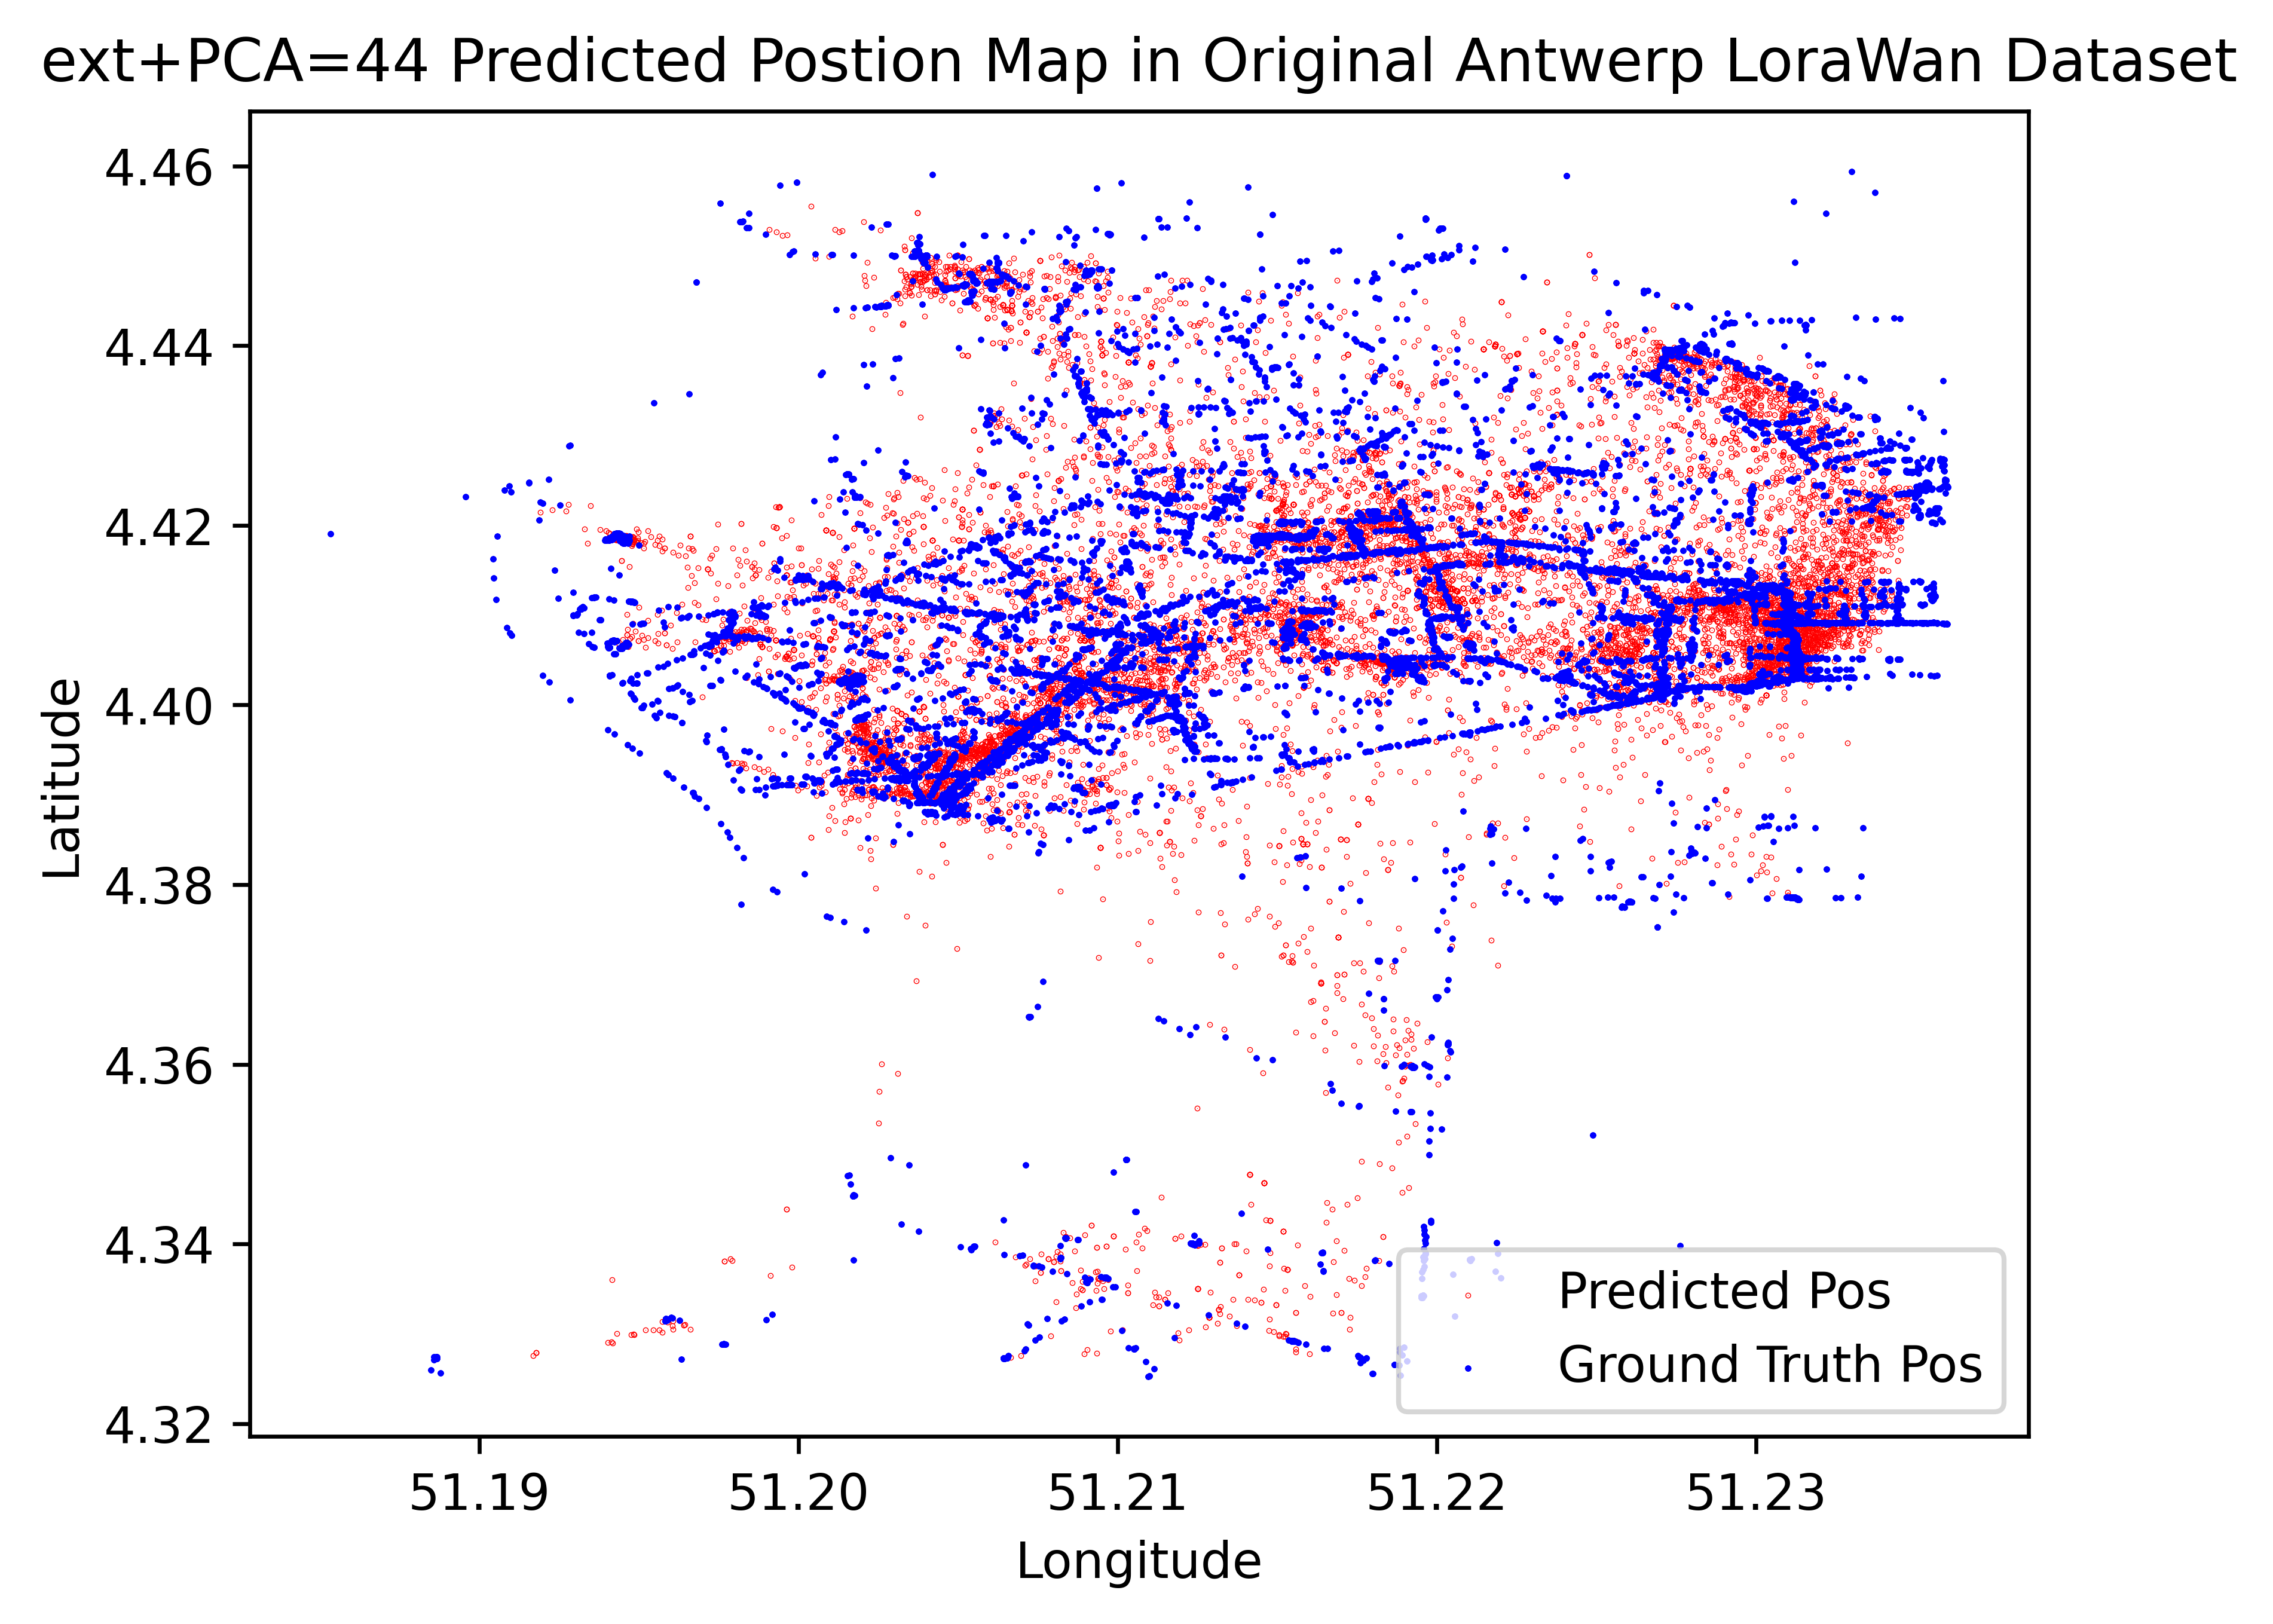 ext+PCA=44 Predicted Postion Map in Original Antwerp LoraWan Dataset
4.46
4.44
4.42
4.40
4.38
4.36
4.34
4.32
Latitude
Predicted Pos
Ground Truth Pos
51.19 51.20 51.21 51.22 51.23
Longitude